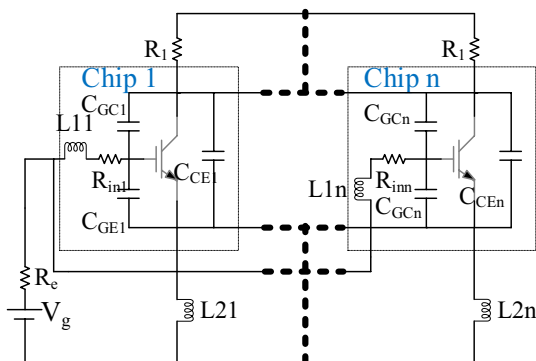 R1
R1
Chip 1
Chip n
CGC1
CGCn
L11
Rin1
CCE1
L1n
Rinn
CCEn
CGE1
CGCn
Re
Vg
L21
L2n